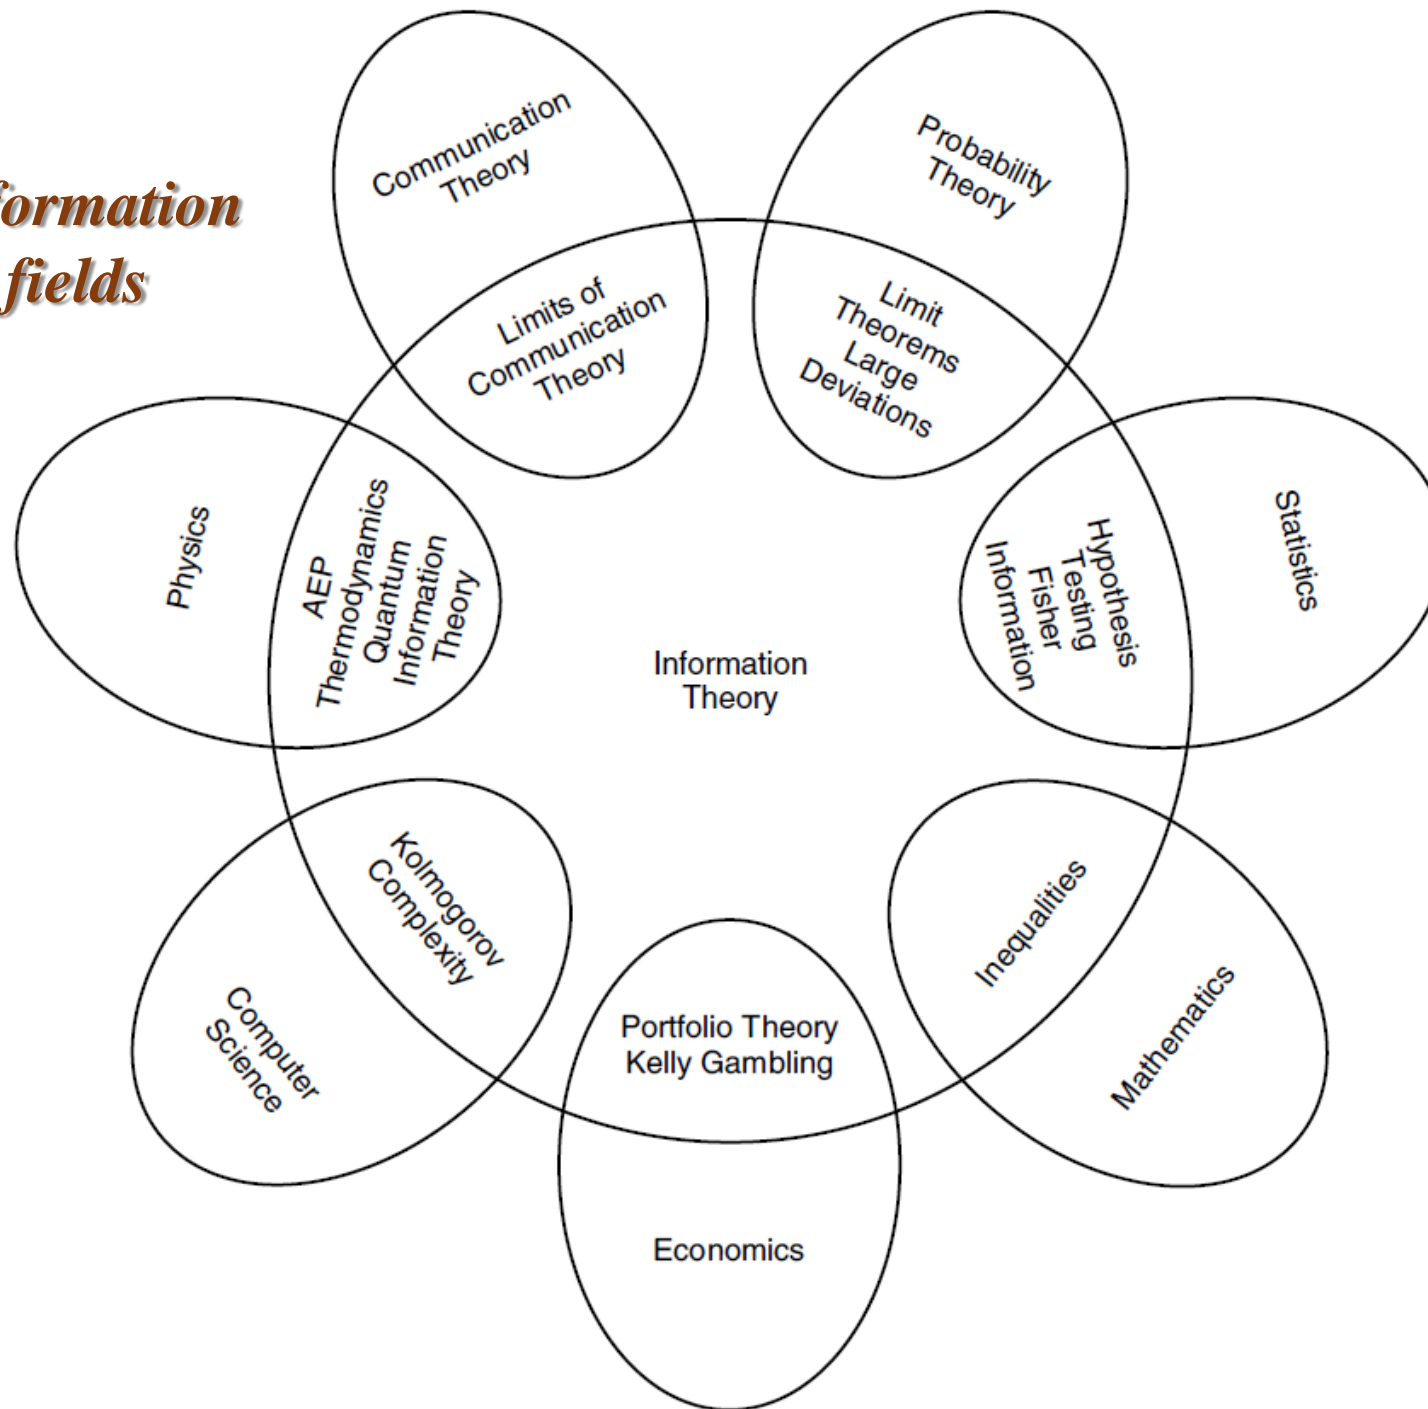 formation
fields
Communication
Theory
Probability
Theory
Limits of
Communication
Theory
Limit
Theorems
Large
Deviations
Physics
AEP
Thermodynamics
Quantum
Information
Theory
Information
Theory
Hypothesis
Testing
Fisher
Information
Statistics
Kolmogorov
Complexity
Computer
Science
Portfolio Theory
Kelly Gambling
Economics
Inequalities
Mathematics